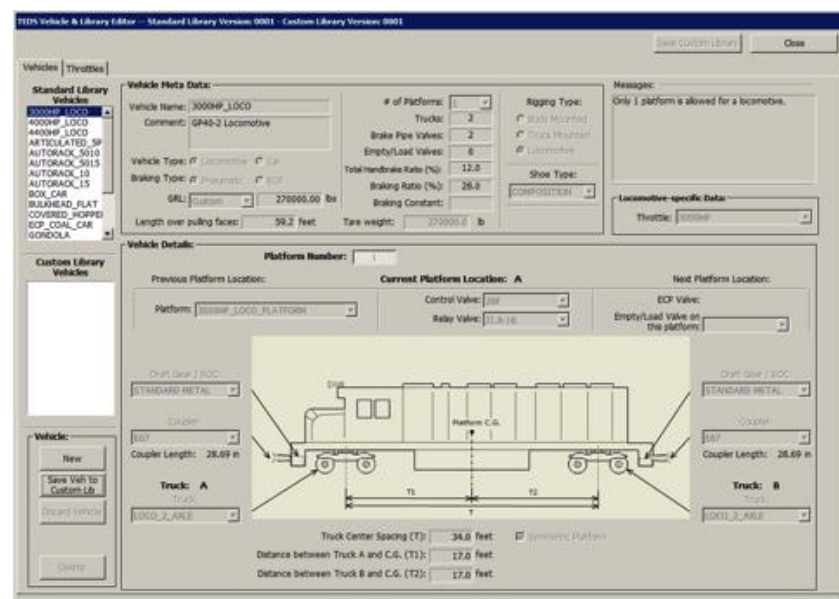 TEDS Vehicle & Library Editor -- Standard Library Version: 0001 - Custom Library Version: 0001
Save Custom Library Close
Vehicles Throttles
Standard Library Vehicles
3000HP_LOCO
4000HP_LOCO
4400HP_LOCO
ARTICULATED_5P
AUTORACK_5010
AUTORACK_5015
AUTORACK_10
AUTORACK_15
BOX_CAR
BULKHEAD_FLAT
COVERED_HOPPE
ECP_COAL_CAR
GONDOLA
Custom Library Vehicles
Vehicle:
New
Save Veh to Custom Lib
Discard Vehicle
Delete
Vehicle Meta Data:
Vehicle Name: 3000HP_LOCO
Comment: GP40-2 Locomotive
Vehicle Type: Locomotive Car
Braking Type: Pneumatic ECP
GRL: Custom 270000.00 lbs
Length over pulling faces: 59.2 feet
Tare weight: 270000.0 lb
# of Platforms: 1
Trucks: 2
Brake Pipe Valves: 2
Empty/Load Valves: 0
Total Handbrake Ratio (%): 12.0
Braking Ratio (%): 28.0
Braking Constant:
Rigging Type:
Body Mounted
Truck Mounted
Locomotive
Shoe Type:
COMPOSITION
Messages:
Only 1 platform is allowed for a locomotive.
Locomotive-specific Data:
Throttle: 3000HP
Vehicle Details:
Platform Number: 1
Previous Platform Location: Current Platform Location: A Next Platform Location:
Platform: 3000HP_LOCO_PLATFORM
Control Valve: 26F
Relay Valve:
ECP Valve:
Empty/Load Valve on this platform:
Draft Gear / EOC
STANDARD METAL
Coupler
E67
Coupler Length: 28.69 in
Truck: A
Truck
LOCO_2_AXLE
Platform C.G.
T1 T2
T
Draft Gear / EOC
STANDARD METAL
Coupler
E67
Coupler Length: 28.69 in
Truck: B
Truck
LOCO_2_AXLE
Truck Center Spacing (T): 34.0 feet Symmetric Platform
Distance between Truck A and C.G. (T1): 17.0 feet
Distance between Truck B and C.G. (T2): 17.0 feet